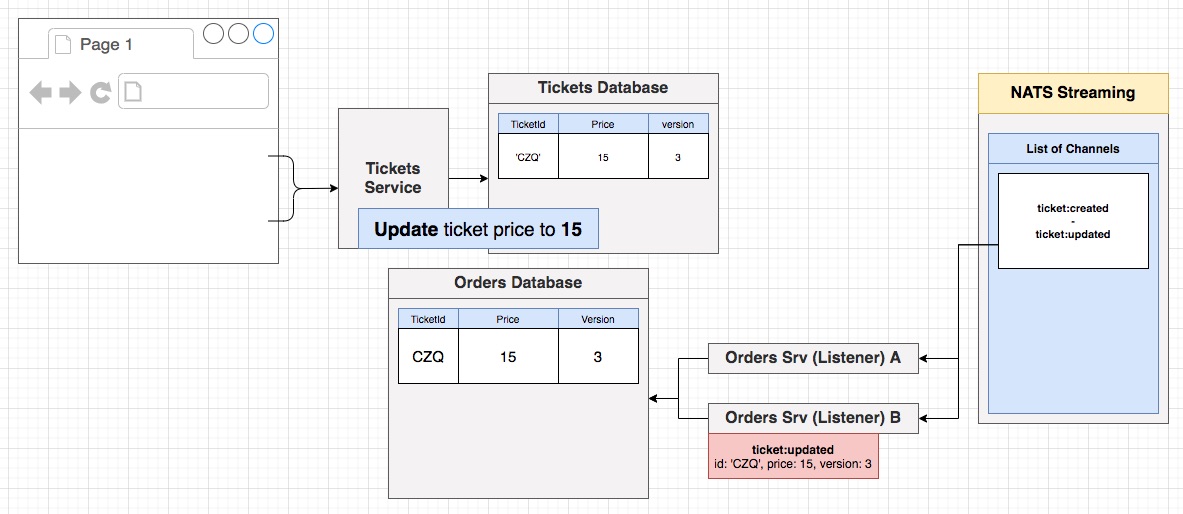 Page 1
Tickets
Service
Update ticket price to 15
Tickets Database
TicketId Price version
'CZQ' 15 3
Orders Database
TicketId Price Version
CZQ 15 3
Orders Srv (Listener) A
Orders Srv (Listener) B
ticket:updated
id: 'CZQ', price: 15, version: 3
NATS Streaming
List of Channels
ticket:created
-
ticket:updated